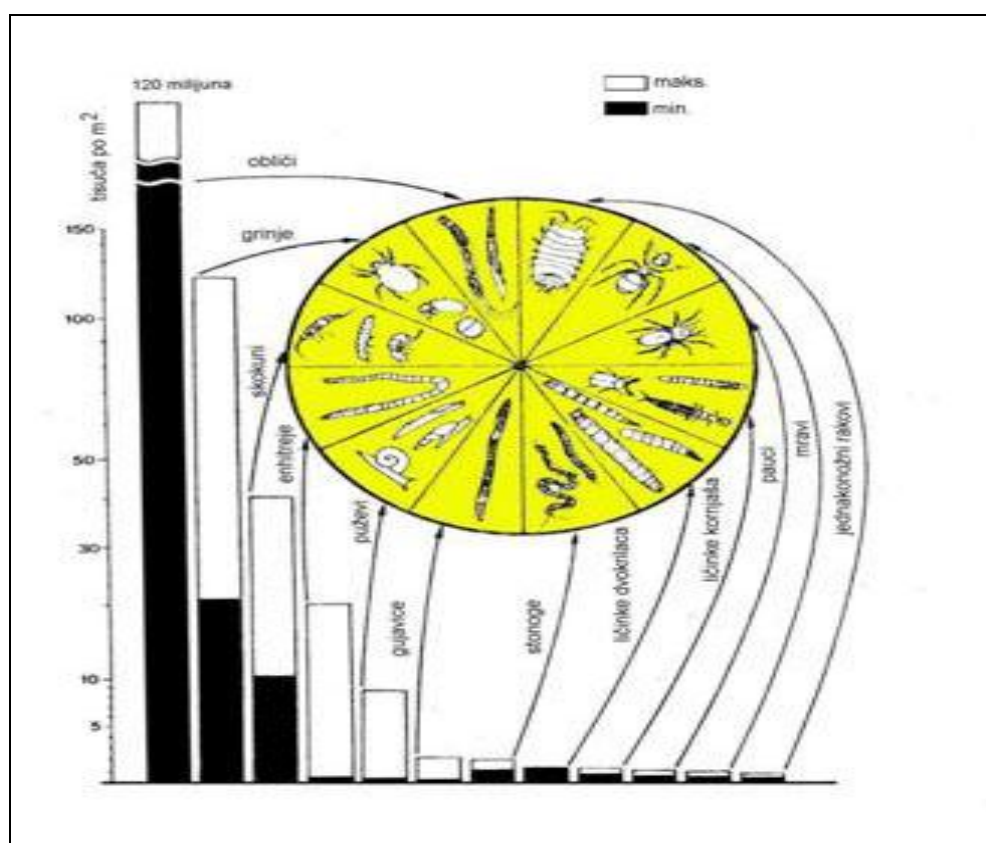 120 milijuna
maks.
min.
tisuća po m²
150
100
50
30
10
5
oblići
grinje
skokuni
enhitreje
puževi
gujavice
stonoge
ličinke dvokrilaca
ličinke kornjaša
pauci
mravi
jednakonožni rakovi